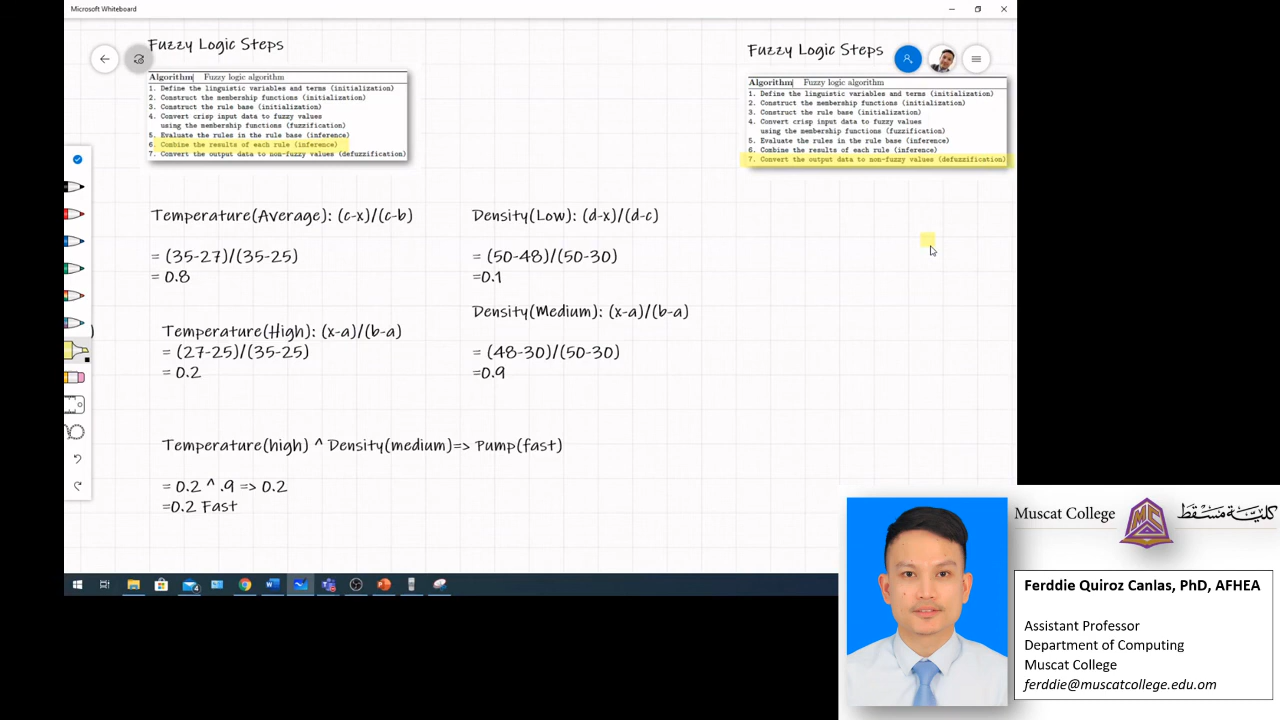 Microsoft Whiteboard
Fuzzy Logic Steps
Algorithm Fuzzy logic algorithm
1. Define the linguistic variables and terms (initialization)
2. Construct the membership functions (initialization)
3. Construct the rule base (initialization)
4. Convert crisp input data to fuzzy values
using the membership functions (fuzzification)
5. Evaluate the rules in the rule base (inference)
6. Combine the results of each rule (inference)
7. Convert the output data to non-fuzzy values (defuzzification)
Fuzzy Logic Steps
Algorithm Fuzzy logic algorithm
1. Define the linguistic variables and terms (initialization)
2. Construct the membership functions (initialization)
3. Construct the rule base (initialization)
4. Convert crisp input data to fuzzy values
using the membership functions (fuzzification)
5. Evaluate the rules in the rule base (inference)
6. Combine the results of each rule (inference)
7. Convert the output data to non-fuzzy values (defuzzification)
Temperature(Average): (c-x)/(c-b)
= (35-27)/(35-25)
= 0.8
Temperature(High): (x-a)/(b-a)
= (27-25)/(35-25)
= 0.2
Density(Low): (d-x)/(d-c)
= (50-48)/(50-30)
=0.1
Density(Medium): (x-a)/(b-a)
= (48-30)/(50-30)
=0.9
)
Temperature(high) ^ Density(medium)=> Pump(fast)
= 0.2 ^ .9 => 0.2
=0.2 Fast
4
Muscat College
كليّة مسقط
MC
Ferddie Quiroz Canlas, PhD, AFHEA
Assistant Professor
Department of Computing
Muscat College
ferddie@muscatcollege.edu.om